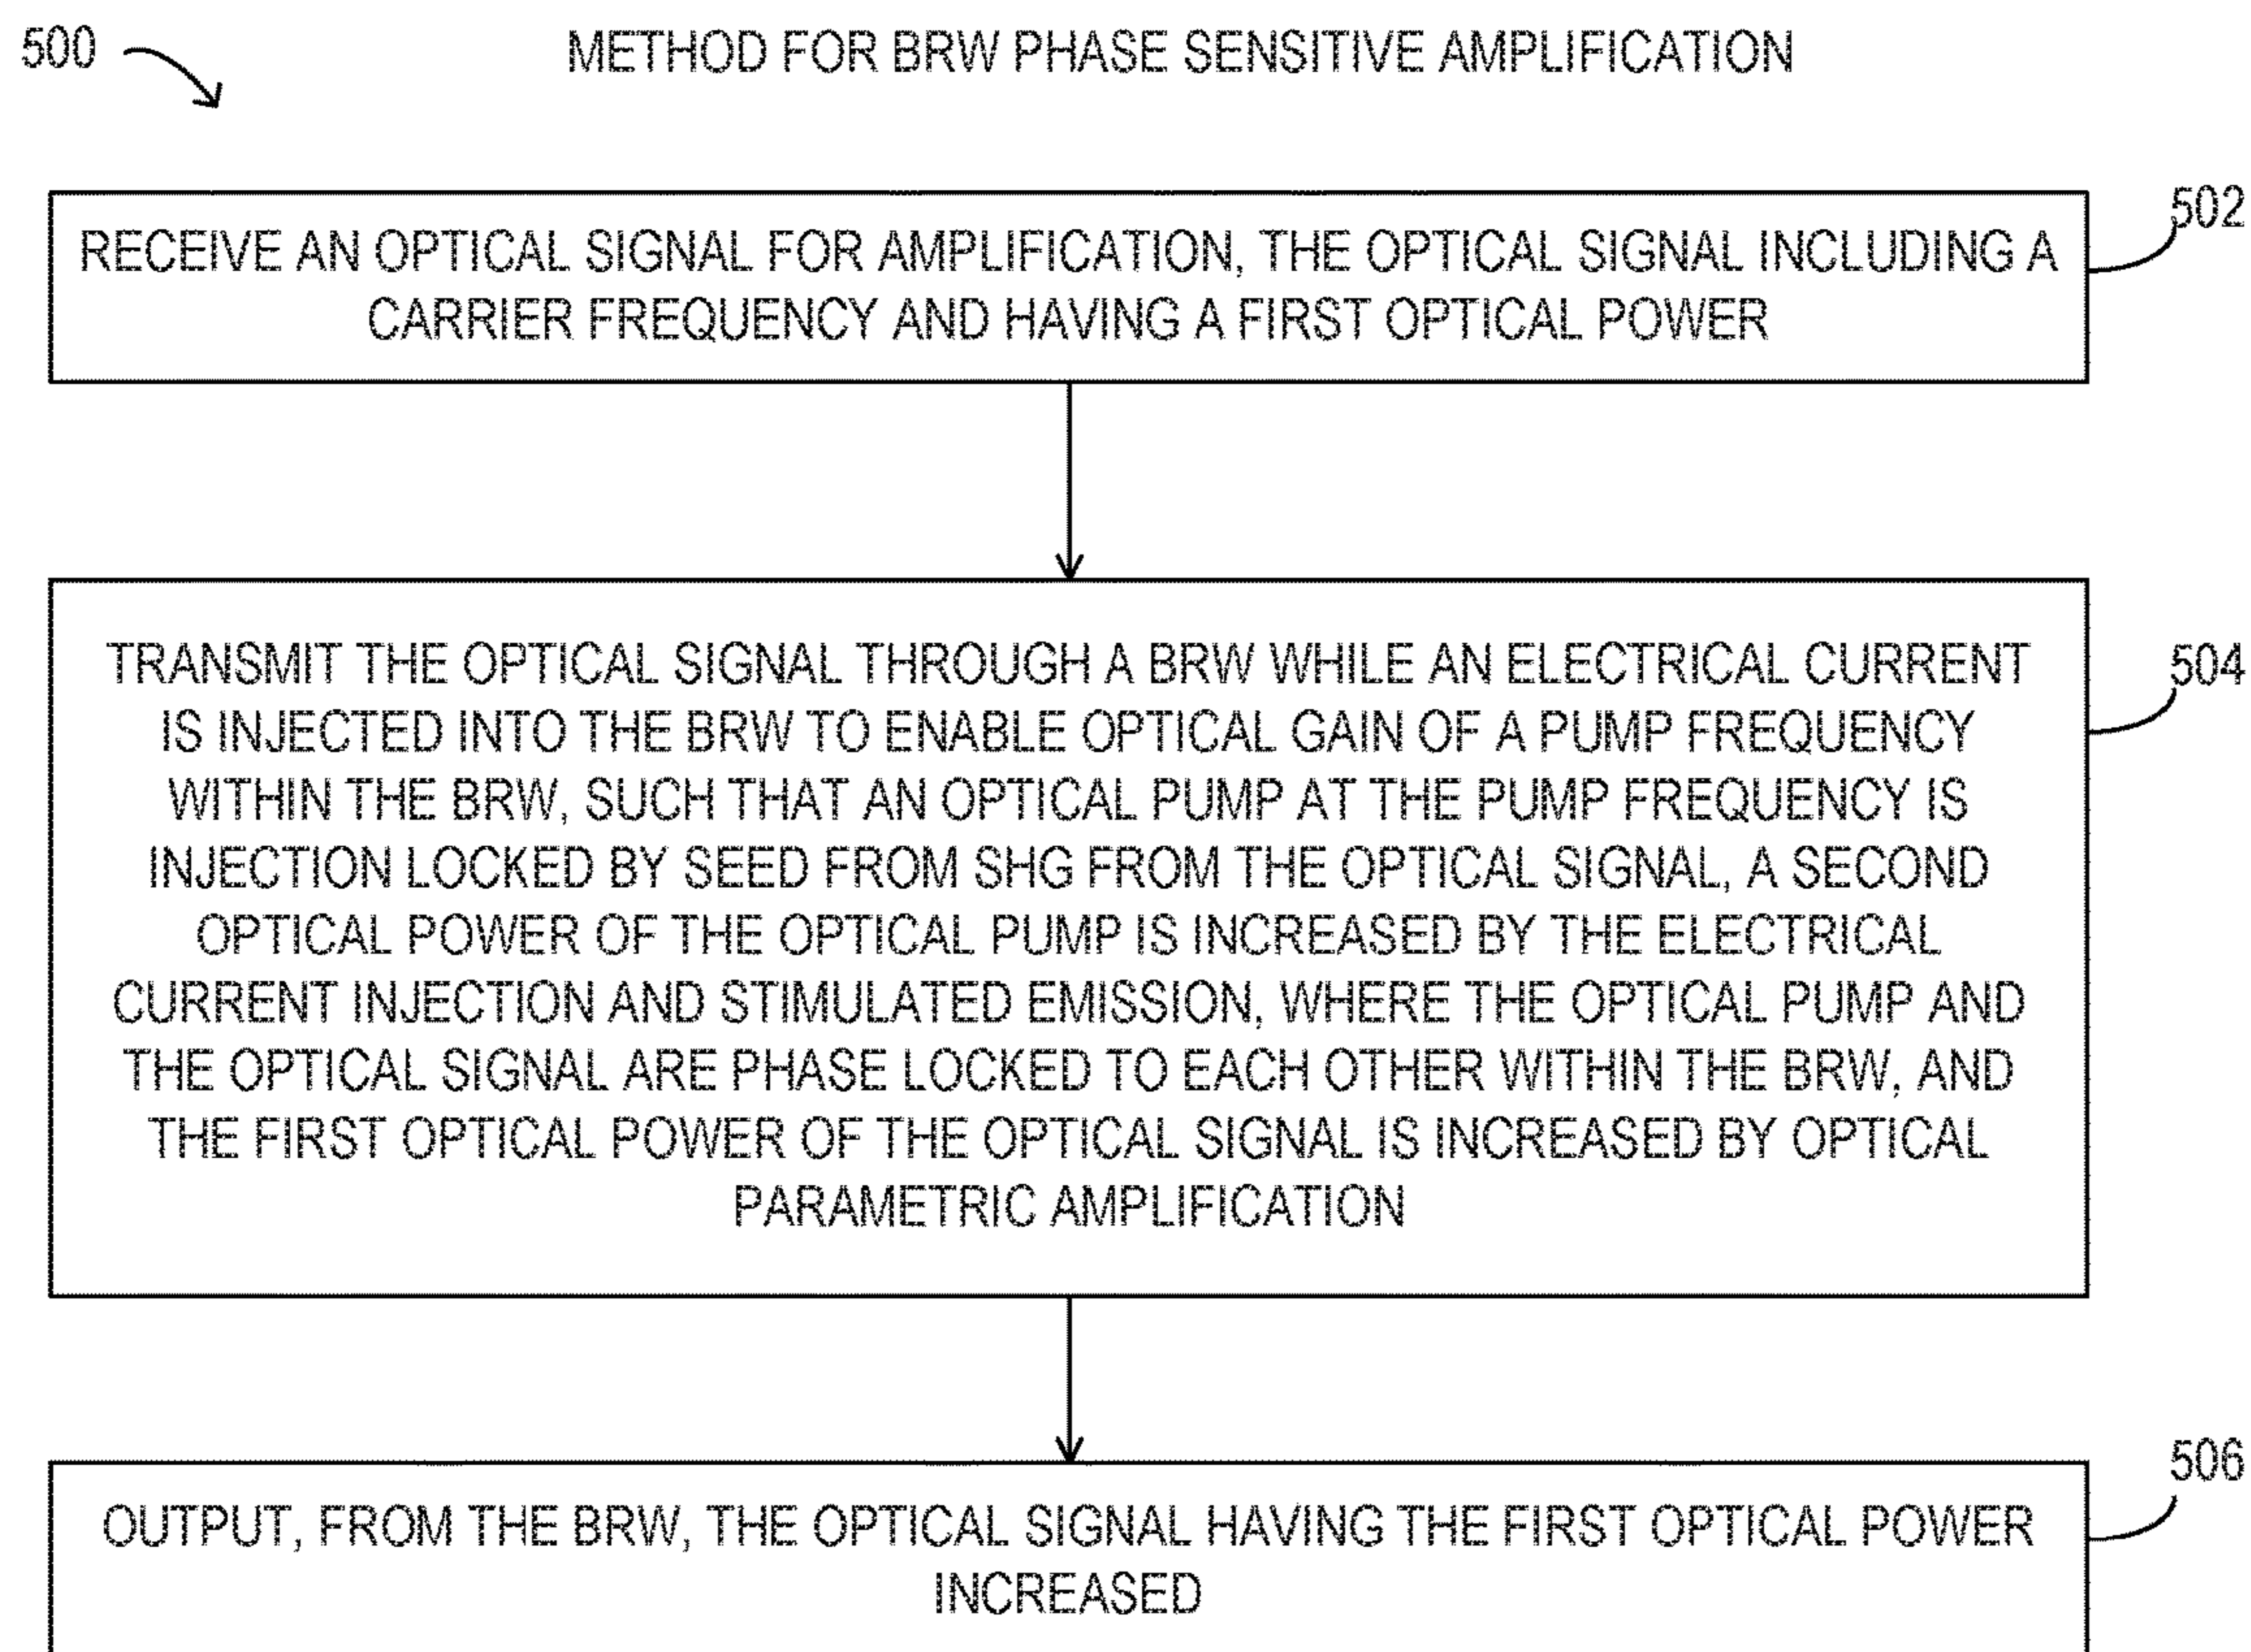 500
METHOD FOR BRW PHASE SENSITIVE AMPLIFICATION
502
RECEIVE AN OPTICAL SIGNAL FOR AMPLIFICATION, THE OPTICAL SIGNAL INCLUDING A
CARRIER FREQUENCY AND HAVING A FIRST OPTICAL POWER
504
TRANSMIT THE OPTICAL SIGNAL THROUGH A BRW WHILE AN ELECTRICAL CURRENT
IS INJECTED INTO THE BRW TO ENABLE OPTICAL GAIN OF A PUMP FREQUENCY
WITHIN THE BRW, SUCH THAT AN OPTICAL PUMP AT THE PUMP FREQUENCY IS
INJECTION LOCKED BY SEED FROM SHG FROM THE OPTICAL SIGNAL, A SECOND
OPTICAL POWER OF THE OPTICAL PUMP IS INCREASED BY THE ELECTRICAL
CURRENT INJECTION AND STIMULATED EMISSION, WHERE THE OPTICAL PUMP AND
THE OPTICAL SIGNAL ARE PHASE LOCKED TO EACH OTHER WITHIN THE BRW, AND
THE FIRST OPTICAL POWER OF THE OPTICAL SIGNAL IS INCREASED BY OPTICAL
PARAMETRIC AMPLIFICATION
506
OUTPUT, FROM THE BRW, THE OPTICAL SIGNAL HAVING THE FIRST OPTICAL POWER
INCREASED